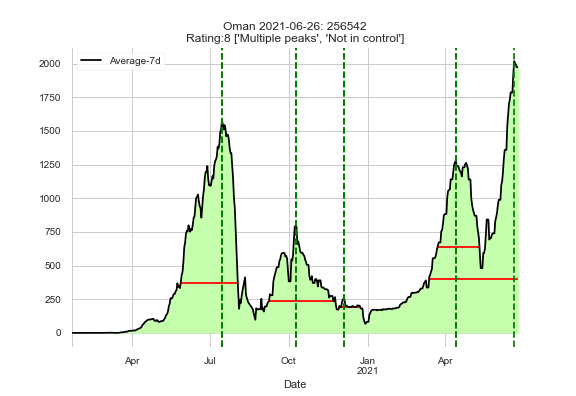 Oman 2021-06-26: 256542
Rating:8 ['Multiple peaks', 'Not in control']
Average-7d
2000
1750
1500
1250
1000
750
500
250
0
Apr
Jul
Oct
Jan
2021
Apr
Date